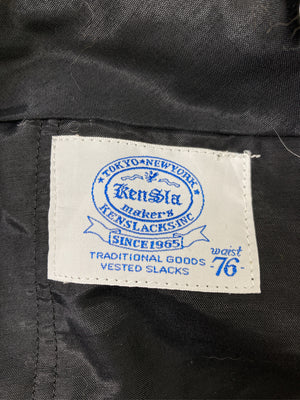 ★TOKYO★NEWYORK★
KenSla
makers
KENSLACKS INC
SINCE 1965
TRADITIONAL GOODS
VESTED SLACKS
waist
-76-